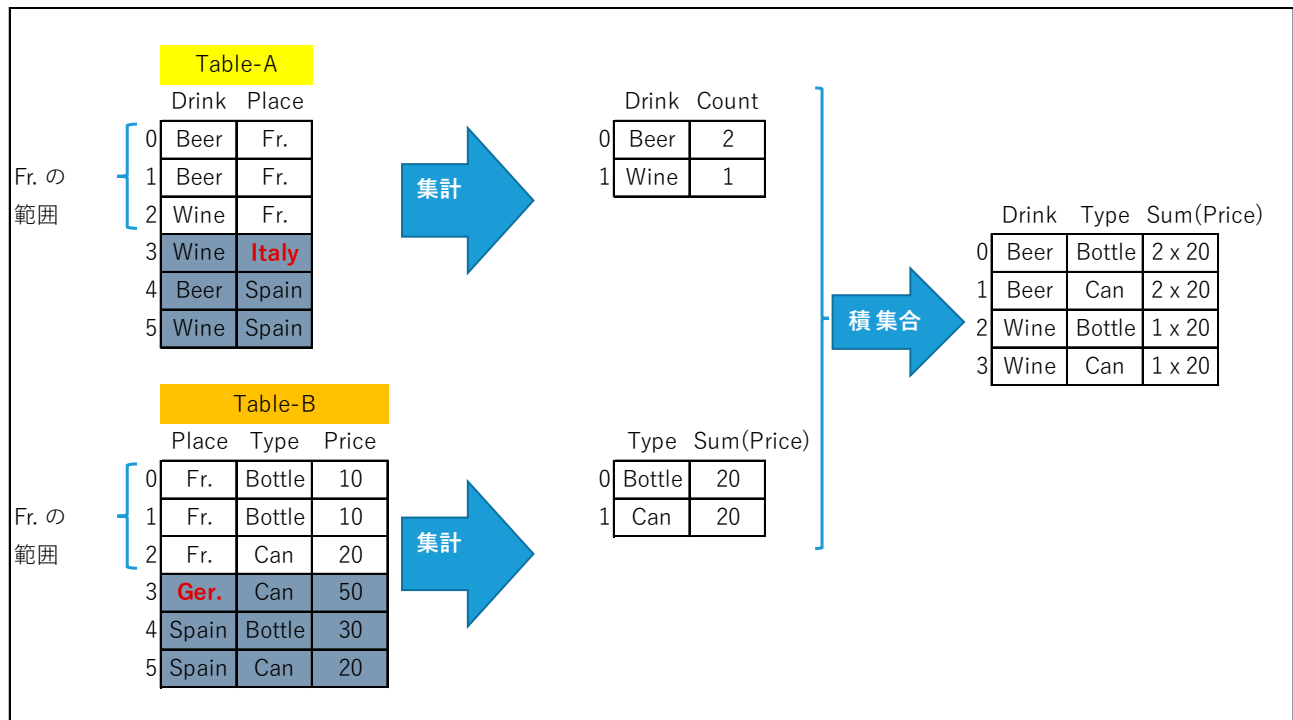 Table-A
Drink Place
0 Beer Fr.
1 Beer Fr.
2 Wine Fr.
3 Wine Italy
4 Beer Spain
5 Wine Spain
Fr. の
範囲
集計
Drink Count
0 Beer 2
1 Wine 1
Table-B
Place Type Price
0 Fr. Bottle 10
1 Fr. Bottle 10
2 Fr. Can 20
3 Ger. Can 50
4 Spain Bottle 30
5 Spain Can 20
Fr. の
範囲
集計
Type Sum(Price)
0 Bottle 20
1 Can 20
積集合
Drink Type Sum(Price)
0 Beer Bottle 2 x 20
1 Beer Can 2 x 20
2 Wine Bottle 1 x 20
3 Wine Can 1 x 20